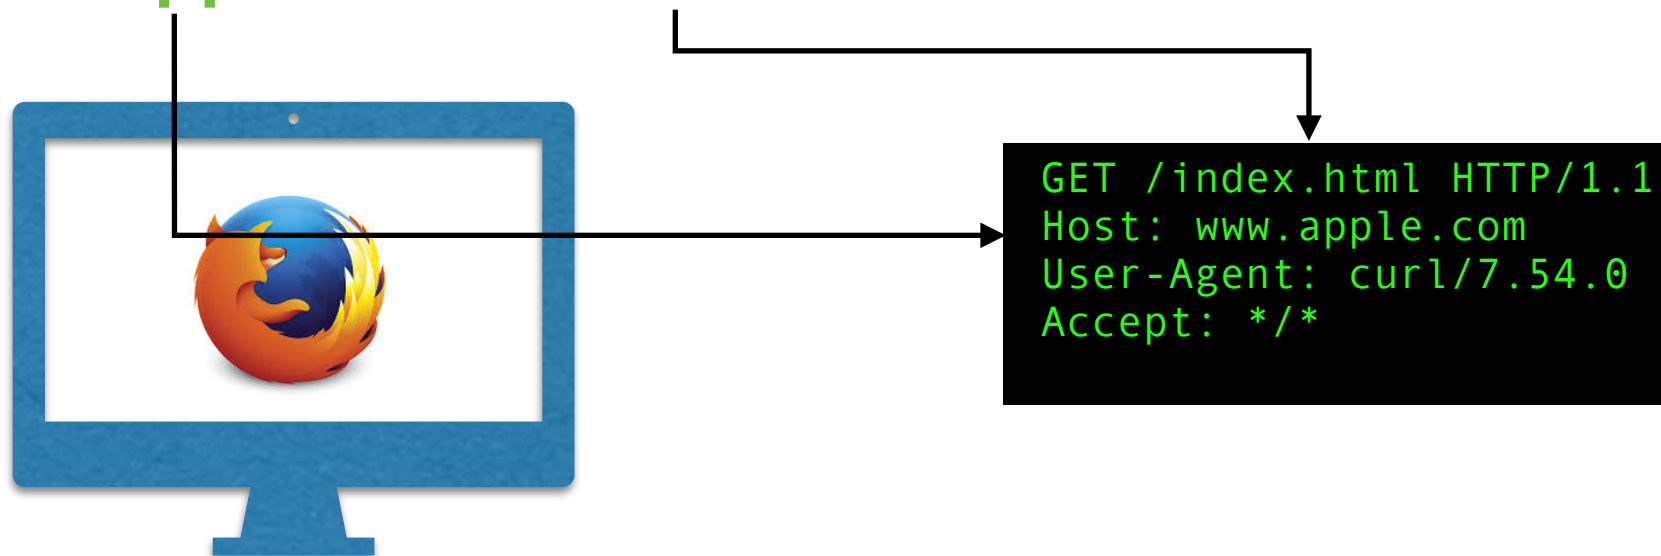 GET /index.html HTTP/1.1
Host: www.apple.com
User-Agent: curl/7.54.0
Accept: */*